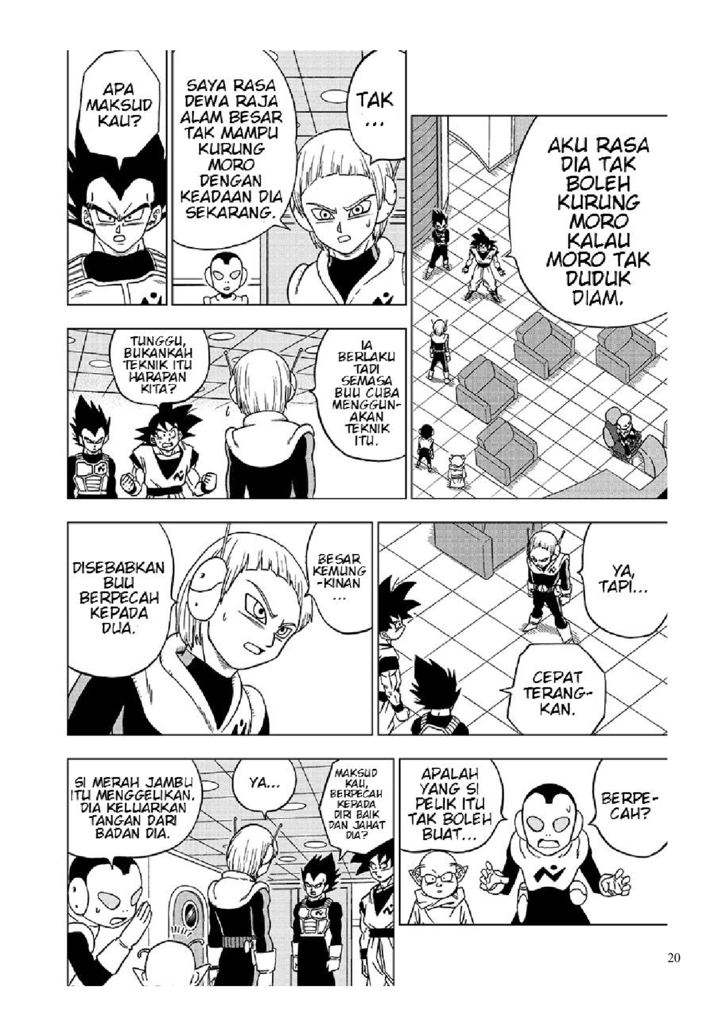 AKU RASA
DIA TAK
BOLEH
KURUNG
MORO
KALAU
MORO TAK
DUDUK
DIAM.
TAK
...
SAYA RASA
DEWA RAJA
ALAM BESAR
TAK MAMPU
KURUNG
MORO
DENGAN
KEADAAN DIA
SEKARANG.
APA
MAKSUD
KAU?
IA
BERLAKU
TADI
SEMASA
BUU CUBA
MENGGUN-
AKAN
TEKNIK
ITU.
TUNGGU,
BUKANKAH
TEKNIK ITU
HARAPAN
KITA?
YA,
TAPI...
CEPAT
TERANG-
KAN.
BESAR
KEMUNG-
-KINAN
...
DISEBABKAN
BUU
BERPECAH
KEPADA
DUA.
BERPE-
CAH?
APALAH
YANG SI
PELIK ITU
TAK BOLEH
BUAT...
MAKSUD
KAU,
BERPECAH
KEPADA
DIRI BAIK
DAN JAHAT
DIA?
YA...
SI MERAH JAMBU
ITU MENGGELIKAN.
DIA KELUARKAN
TANGAN DARI
BADAN DIA.
20